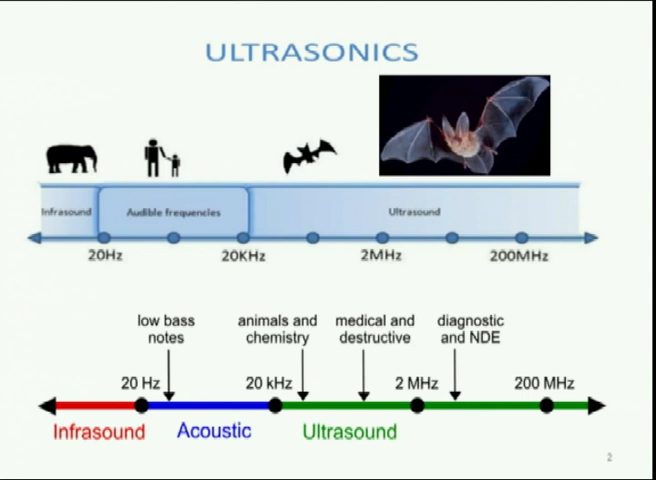 ULTRASONICS
Infrasound Audible frequencies Ultrasound
20Hz 20KHz 2MHz 200MHz
low bass notes
animals and chemistry
medical and destructive
diagnostic and NDE
20 Hz 20 kHz 2 MHz 200 MHz
Infrasound Acoustic Ultrasound
2